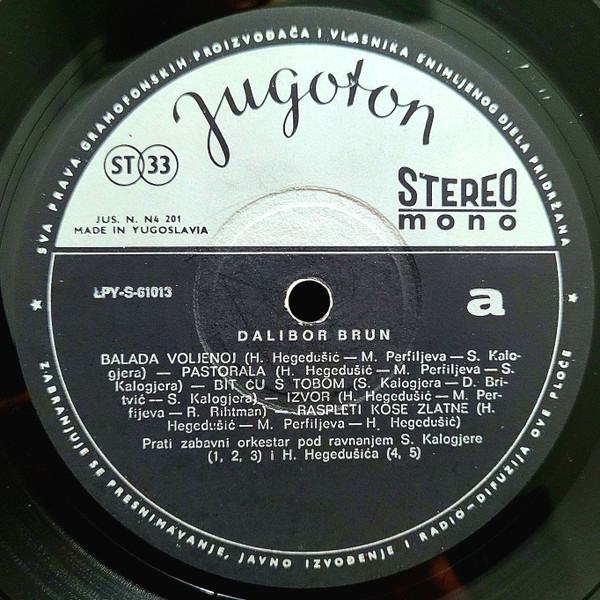 SVA PRAVA GRAMOFONSKIH PROIZVOĐAČA I VLASNIKA SNIMLJENOG DJELA PRIDRŽANA
Jugoton
ST 33
STEREO
mono
JUS. N. N4 201
MADE IN YUGOSLAVIA
LPY-S-61013
a
DALIBOR BRUN
BALADA VOLJENOJ (H. Hegedušić — M. Perfiljeva — S. Kalo-
gjera) — PASTORALA (H. Hegedušić — M. Perfiljeva — S.
Kalogjera) — BIT ĆU S TOBOM (S. Kalogjera — D. Bri-
tvić — S. Kalogjera) — IZVOR (H. Hegedušić — M. Per-
fijeva — R. Rihtman) — RASPLETI KOSE ZLATNE (H.
Hegedušić — M. Perfiljeva — H. Hegedušić)
Prati zabavni orkestar pod ravnanjem S. Kalogjere
(1, 2, 3) i H. Hegedušića (4, 5)
ZABRANJUJE SE PRESNIMAVANJE, JAVNO IZVOĐENJE I RADIO-DIFUZIJA OVE PLOČE